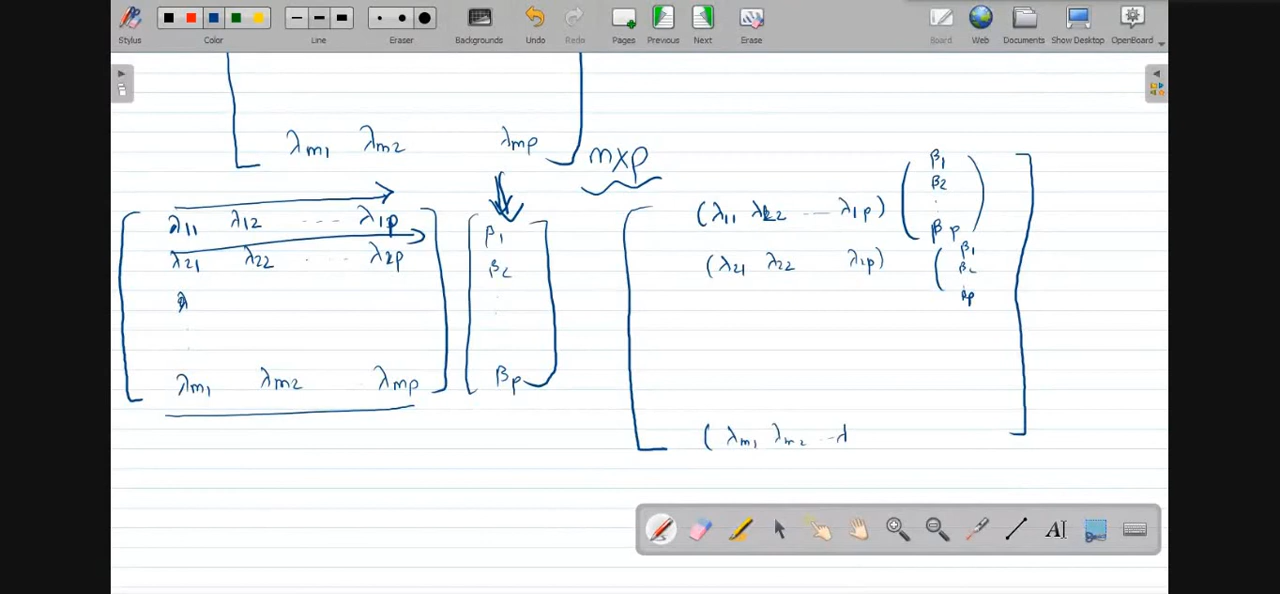 Stylus Color Line Eraser Backgrounds Undo Redo Pages Previous Next Erase Board Web Documents Show Desktop OpenBoard
λm1 λm2 λmp
m×p
λ11 λ12 --- λ1p
λ21 λ22 .... λ2p
λ
λm1 λm2 λmp
β1
β2
βp
(λ11 λ22 --- λ1p) β1 β2 . βp
(λ21 λ22 λ2p) β1 β2 βp
(λm1 λm2 --λ
AI